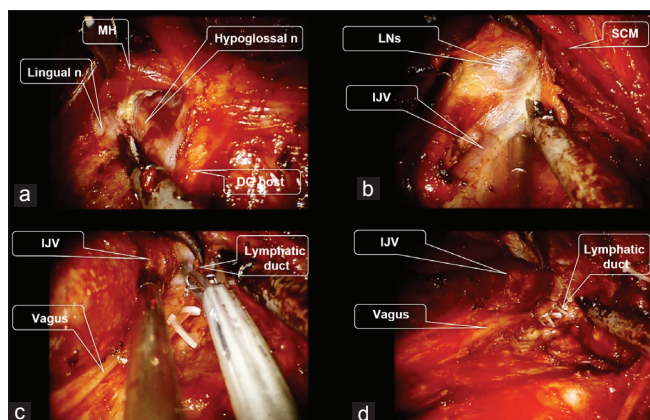 MH
Hypoglossal n
Lingual n
DG post
a
LNs
SCM
IJV
b
IJV
Lymphatic
duct
Vagus
c
IJV
Lymphatic
duct
Vagus
d